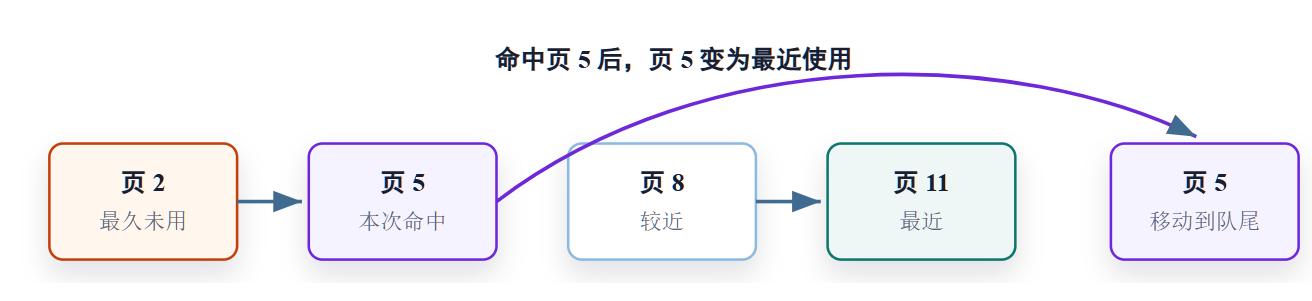 命中页 5 后，页 5 变为最近使用
页 2
最久未用
页 5
本次命中
页 8
较近
页 11
最近
页 5
移动到队尾